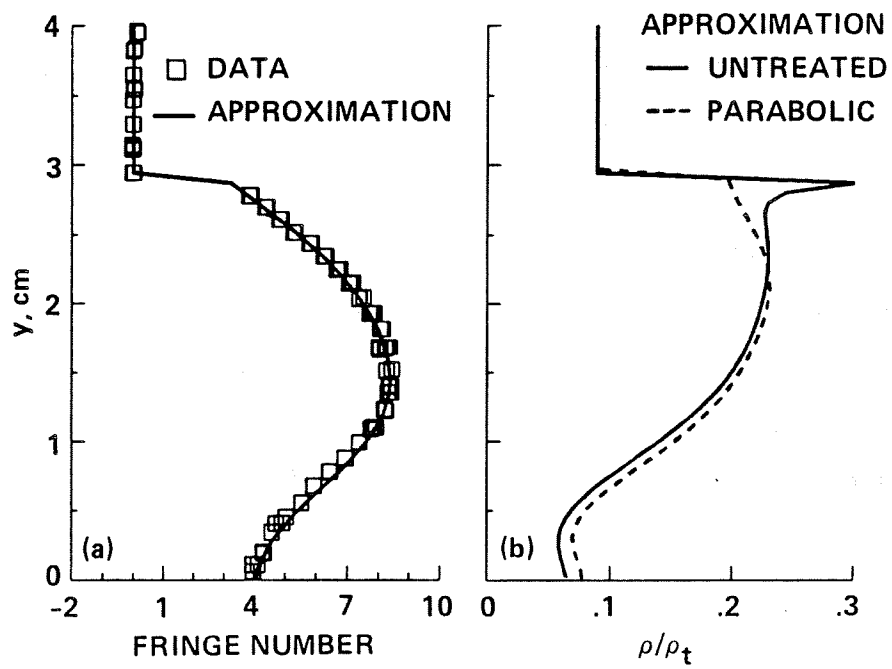 4
3
2
1
0
y, cm
□ DATA
— APPROXIMATION
(a)
-2 1 4 7 10
FRINGE NUMBER
APPROXIMATION
— UNTREATED
--- PARABOLIC
(b)
0 .1 .2 .3
ρ/ρt